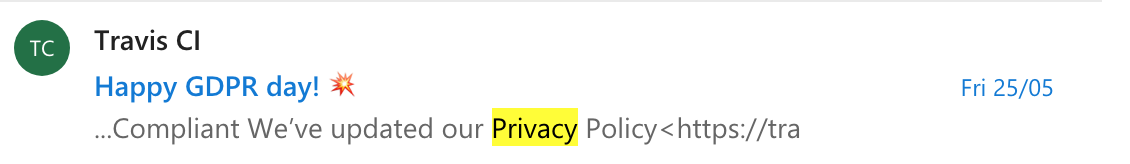 TC
Travis CI
Happy GDPR day! 💥
Fri 25/05
...Compliant We’ve updated our Privacy Policy<https://tra